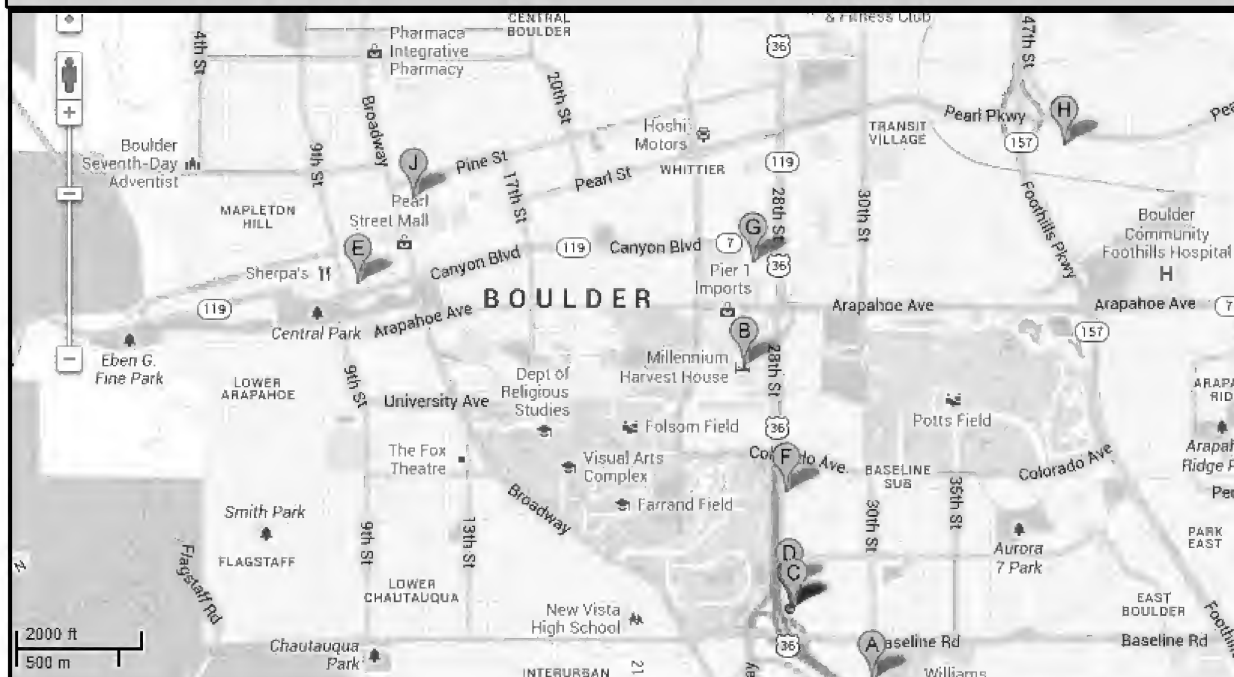 & Fitness Club
CENTRAL
BOULDER
Pharmaca
Integrative
Pharmacy
4th St
Broadway
20th St
36
47th St
Pearl Pkwy
H
157
Hoshi
Motors
TRANSIT
VILLAGE
Boulder
Seventh-Day
Adventist
9th St
J
Pine St
Pearl St
WHITTIER
119
17th St
28th St
30th St
Foothills Pkwy
MAPLETON
HILL
Pearl
Street Mall
Boulder
Community
Foothills Hospital
H
E
G
Canyon Blvd
119
Canyon Blvd
7
36
Sherpa's
Pier 1
Imports
BOULDER
119
Central Park
Arapahoe Ave
Arapahoe Ave
Arapahoe Ave
7
157
Eben G.
Fine Park
B
28th St
Millennium
Harvest House
LOWER
ARAPAHOE
9th St
University Ave
Dept of
Religious
Studies
Folsom Field
36
Potts Field
The Fox
Theatre
Visual Arts
Complex
F
BASELINE
SUB
Colorado Ave
Farrand Field
Broadway
Smith Park
FLAGSTAFF
Flagstaff Rd
9th St
13th St
30th St
35th St
Aurora
7 Park
PARK
EAST
LOWER
CHAUTAUQUA
D
C
New Vista
High School
EAST
BOULDER
2000 ft
500 m
Chautauqua
Park
INTERURBAN
21
36
A
Baseline Rd
Baseline Rd
Williams